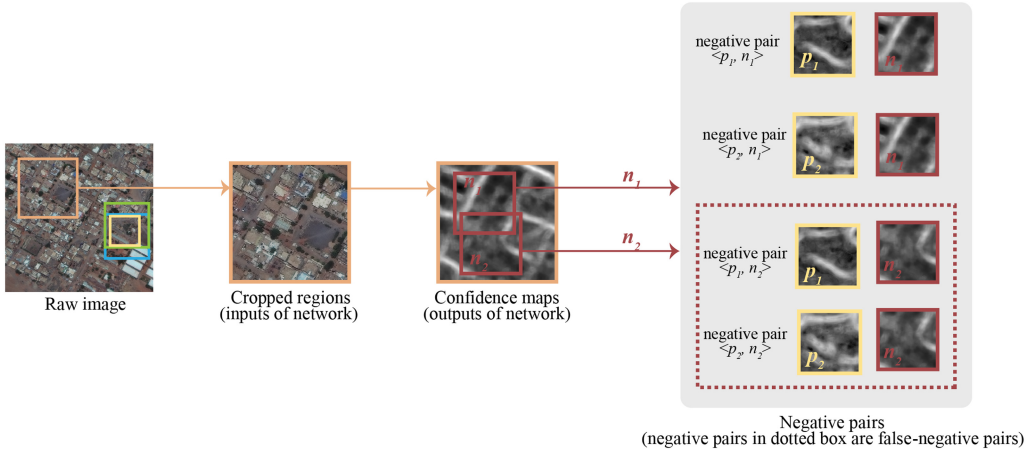 Raw image
Cropped regions
(inputs of network)
n1
n2
Confidence maps
(outputs of network)
n1
n2
negative pair
<p1, n1>
p1
n1
negative pair
<p2, n1>
p2
n1
negative pair
<p1, n2>
p1
n2
negative pair
<p2, n2>
p2
n2
Negative pairs
(negative pairs in dotted box are false-negative pairs)